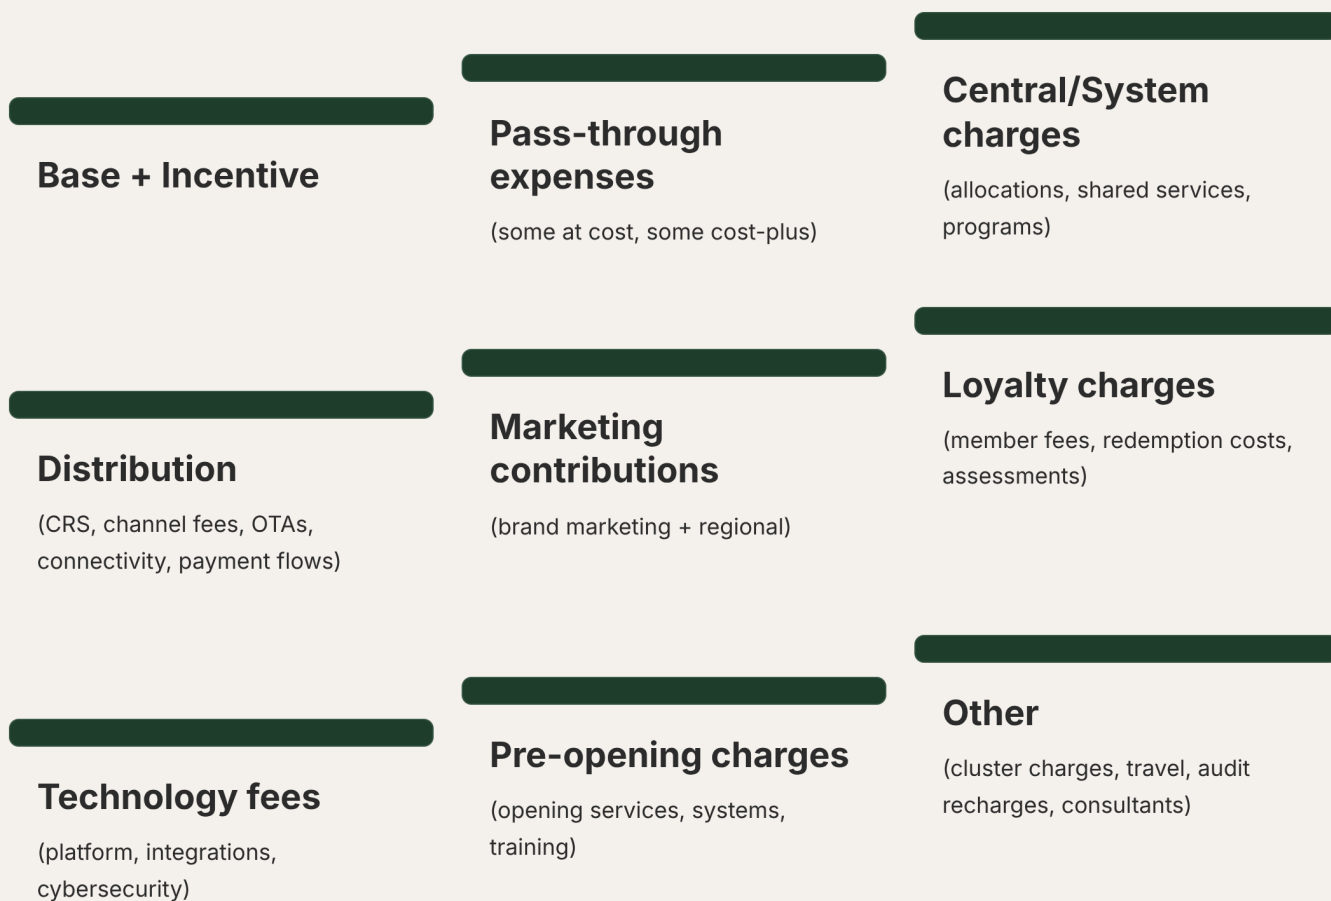 Base + Incentive
Pass-through
expenses
(some at cost, some cost-plus)
Central/System
charges
(allocations, shared services,
programs)
Distribution
(CRS, channel fees, OTAs,
connectivity, payment flows)
Marketing
contributions
(brand marketing + regional)
Loyalty charges
(member fees, redemption costs,
assessments)
Technology fees
(platform, integrations,
cybersecurity)
Pre-opening charges
(opening services, systems,
training)
Other
(cluster charges, travel, audit
recharges, consultants)